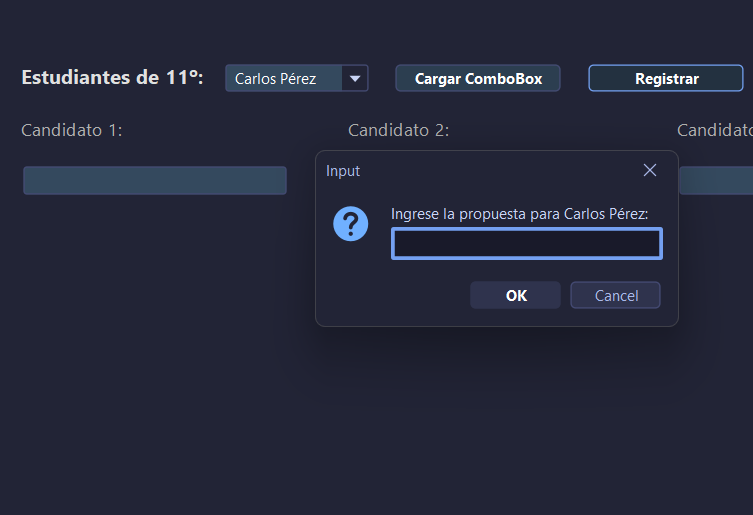 Estudiantes de 11°: Carlos Pérez Cargar ComboBox Registrar
Candidato 1: Candidato 2: Candidato
Input
Ingrese la propuesta para Carlos Pérez:
OK Cancel